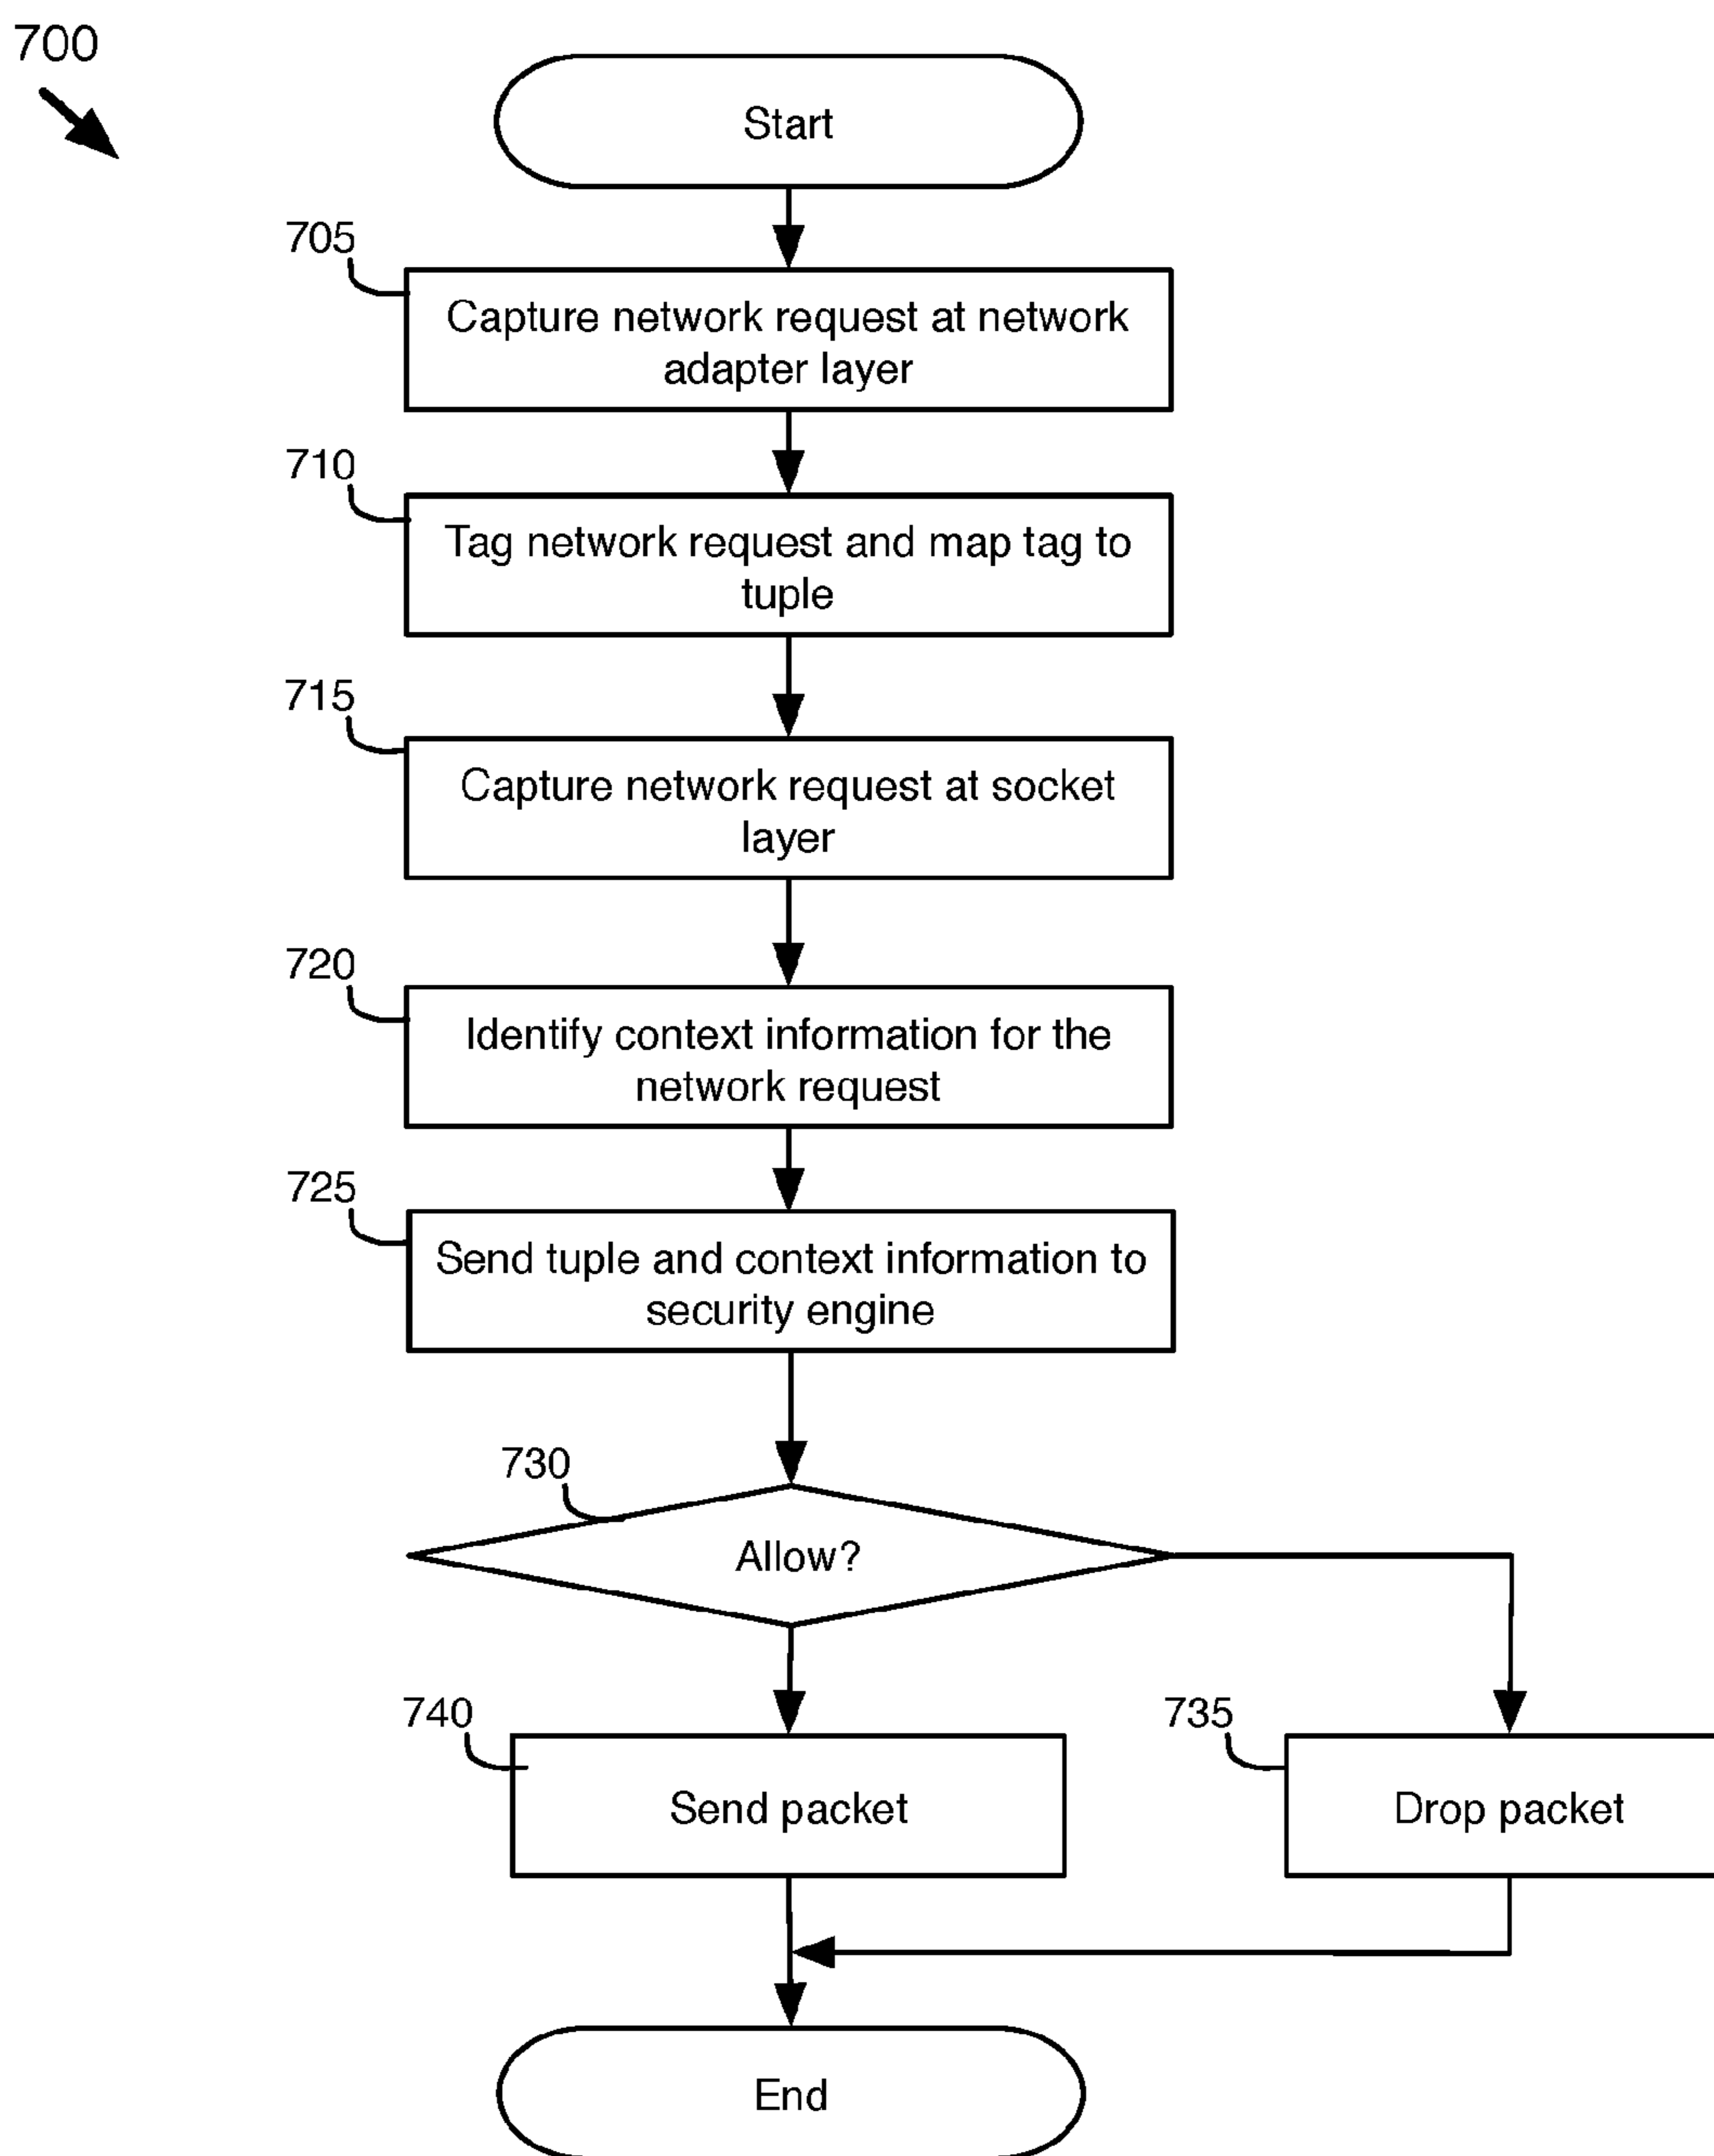 700
Start
705
Capture network request at network
adapter layer
710
Tag network request and map tag to
tuple
715
Capture network request at socket
layer
720
Identify context information for the
network request
725
Send tuple and context information to
security engine
730
Allow?
740
Send packet
735
Drop packet
End